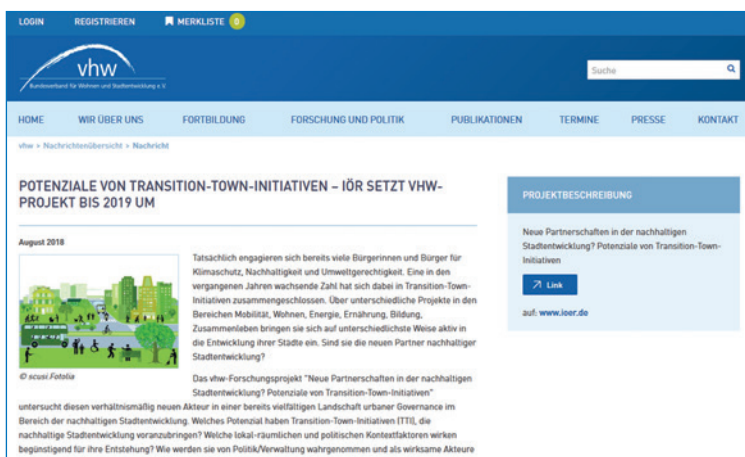 LOGIN REGISTRIEREN MERKLISTE 0
vhw
Bundesverband für Wohnen und Stadtentwicklung e.V.
Suche
HOME WIR ÜBER UNS FORTBILDUNG FORSCHUNG UND POLITIK PUBLIKATIONEN TERMINE PRESSE KONTAKT
vhw » Nachrichtenübersicht » Nachricht
POTENZIALE VON TRANSITION-TOWN-INITIATIVEN – IÖR SETZT VHW-
PROJEKT BIS 2019 UM
August 2018
Tatsächlich engagieren sich bereits viele Bürgerinnen und Bürger für
Klimaschutz, Nachhaltigkeit und Umweltgerechtigkeit. Eine in den
vergangenen Jahren wachsende Zahl hat sich dabei in Transition-Town-
Initiativen zusammengeschlossen. Über unterschiedliche Projekte in den
Bereichen Mobilität, Wohnen, Energie, Ernährung, Bildung,
Zusammenleben bringen sie sich auf unterschiedlichste Weise aktiv in
die Entwicklung ihrer Städte ein. Sind sie die neuen Partner nachhaltiger
Stadtentwicklung?
© scusi.Fotolia
Das vhw-Forschungsprojekt "Neue Partnerschaften in der nachhaltigen
Stadtentwicklung? Potenziale von Transition-Town-Initiativen"
untersucht diesen verhältnismäßig neuen Akteur in einer bereits vielfältigen Landschaft urbaner Governance im
Bereich der nachhaltigen Stadtentwicklung. Welches Potenzial haben Transition-Town-Initiativen (TTI), die
nachhaltige Stadtentwicklung voranzubringen? Welche lokal-räumlichen und politischen Kontextfaktoren wirken
begünstigend für ihre Entstehung? Wie werden sie von Politik/Verwaltung wahrgenommen und als wirksame Akteure
PROJEKTBESCHREIBUNG
Neue Partnerschaften in der nachhaltigen
Stadtentwicklung? Potenziale von Transition-Town-
Initiativen
Link
auf: www.ioer.de